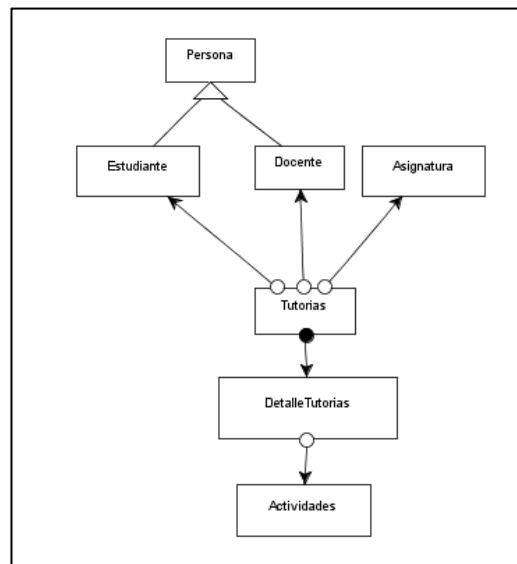 Persona
Estudiante
Docente
Asignatura
Tutorias
DetalleTutorias
Actividades